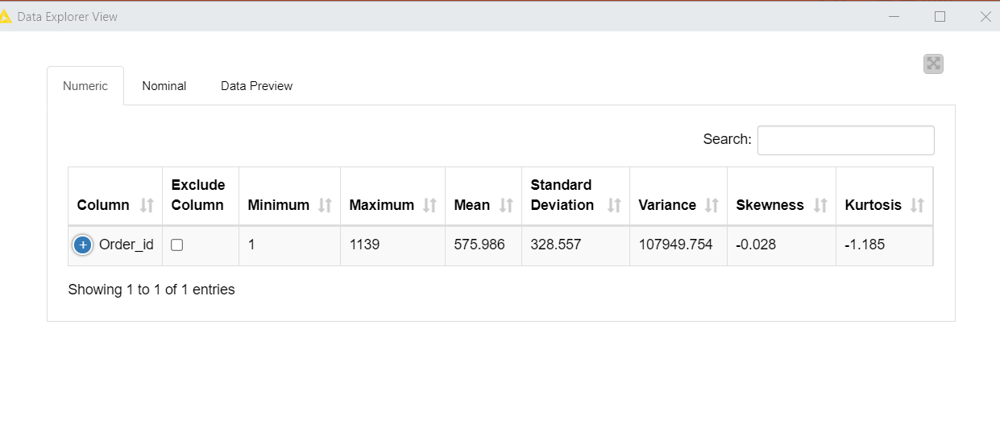 Data Explorer View
Numeric Nominal Data Preview
Search:
Column Exclude Column Minimum Maximum Mean Standard Deviation Variance Skewness Kurtosis
Order_id 1 1139 575.986 328.557 107949.754 -0.028 -1.185
Showing 1 to 1 of 1 entries